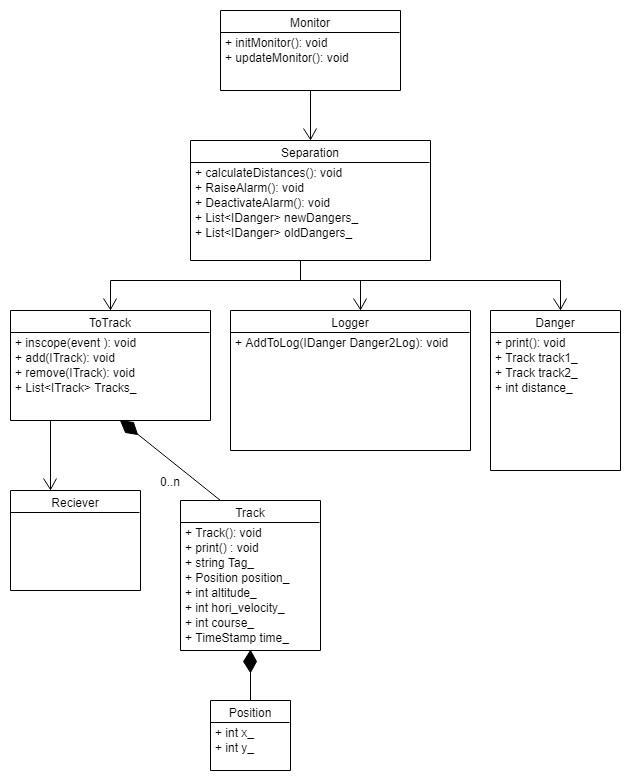 Monitor
+ initMonitor(): void
+ updateMonitor(): void
Separation
+ calculateDistances(): void
+ RaiseAlarm(): void
+ DeactivateAlarm(): void
+ List<IDanger> newDangers_
+ List<IDanger> oldDangers_
ToTrack
+ inscope(event ): void
+ add(ITrack): void
+ remove(ITrack): void
+ List<ITrack> Tracks_
Logger
+ AddToLog(IDanger Danger2Log): void
Danger
+ print(): void
+ Track track1_
+ Track track2_
+ int distance_
0..n
Reciever
Track
+ Track(): void
+ print() : void
+ string Tag_
+ Position position_
+ int altitude_
+ int hori_velocity_
+ int course_
+ TimeStamp time_
Position
+ int x_
+ int y_